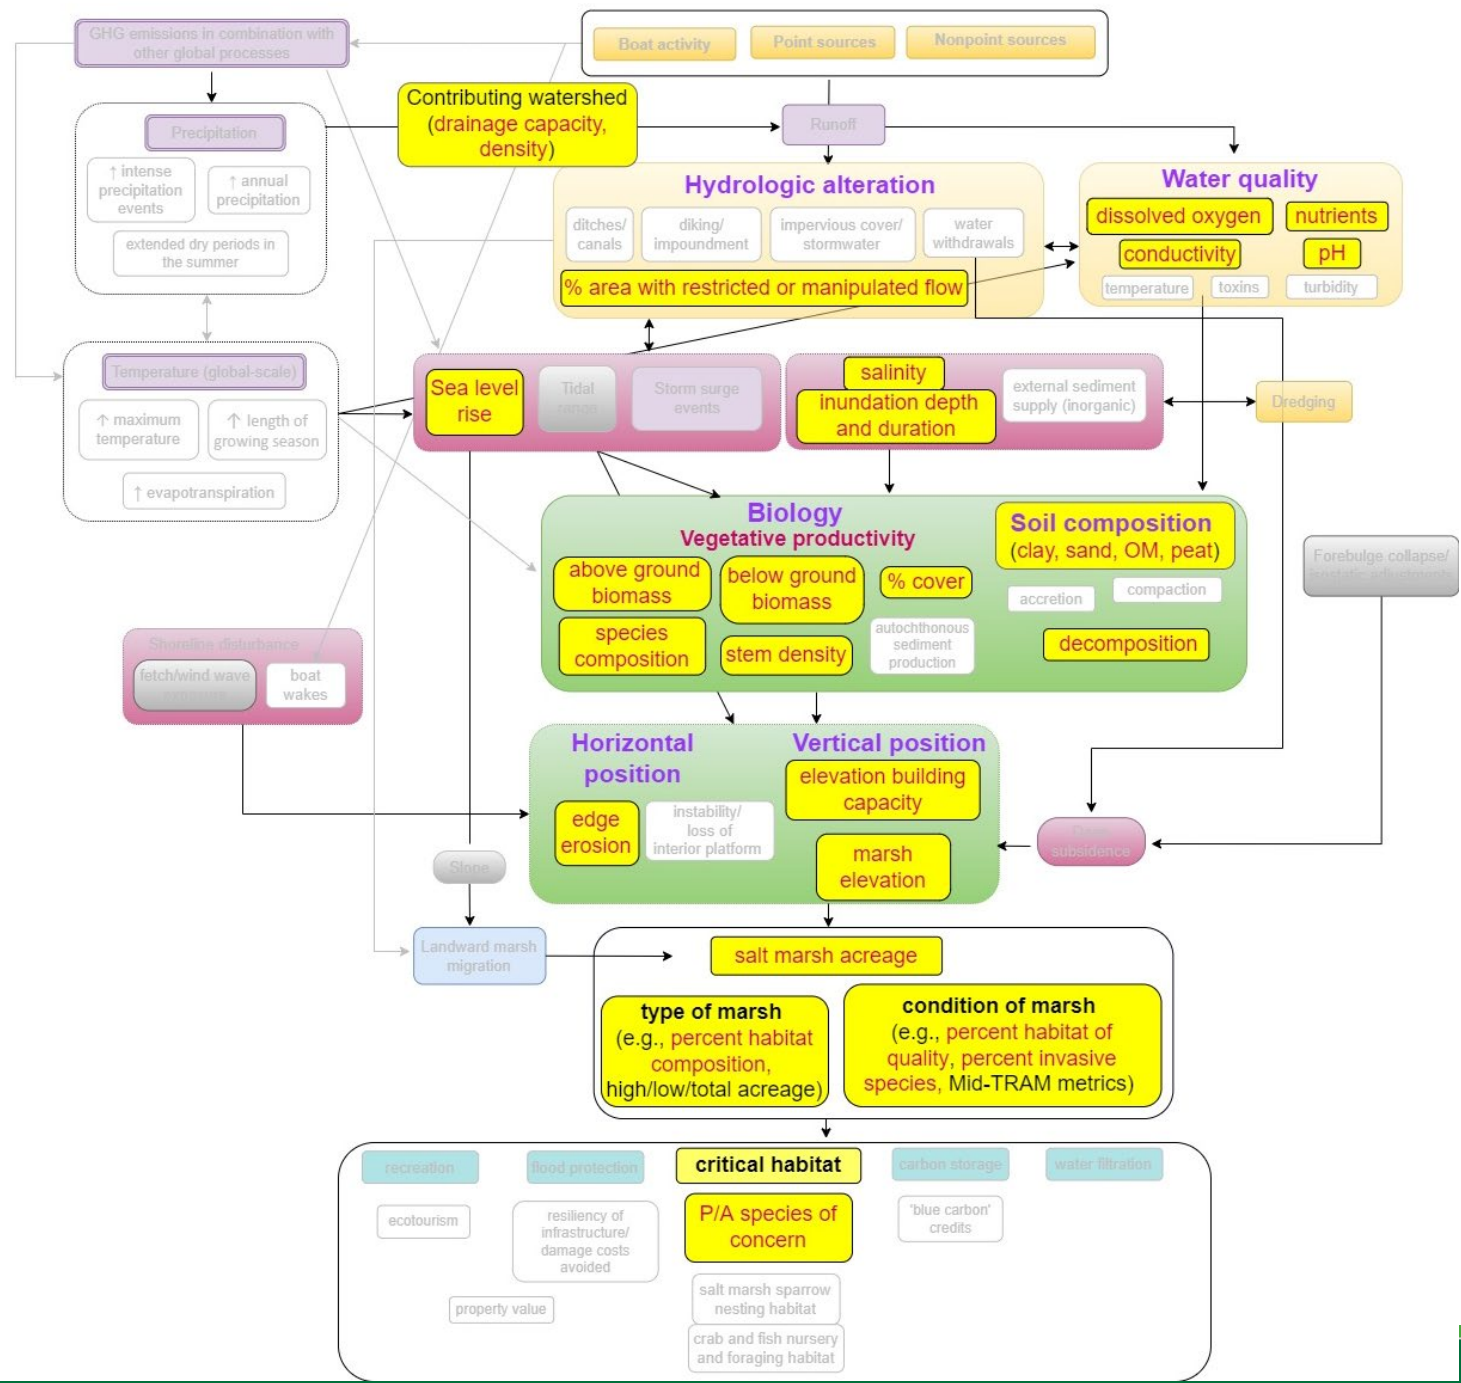 GHG emissions in combination with
other global processes
Boat activity
Point sources
Nonpoint sources
Contributing watershed
(drainage capacity,
density)
Precipitation
↑ intense
precipitation
events
↑ annual
precipitation
extended dry periods in
the summer
Runoff
Hydrologic alteration
ditches/
canals
diking/
impoundment
impervious cover/
stormwater
water
withdrawals
% area with restricted or manipulated flow
Water quality
dissolved oxygen
nutrients
conductivity
pH
temperature
toxins
turbidity
Temperature (global-scale)
↑ maximum
temperature
↑ length of
growing season
↑ evapotranspiration
Sea level
rise
Tidal
range
Storm surge
events
salinity
inundation depth
and duration
external sediment
supply (inorganic)
Dredging
Biology
Vegetative productivity
above ground
biomass
below ground
biomass
% cover
species
composition
stem density
autochthonous
sediment
production
Soil composition
(clay, sand, OM, peat)
accretion
compaction
decomposition
Forebulge collapse/
isostatic adjustments
Shoreline disturbance
fetch/wind wave
boat
wakes
Horizontal
position
edge
erosion
instability/
loss of
interior platform
Vertical position
elevation building
capacity
marsh
elevation
subsidence
Slope
Landward marsh
migration
salt marsh acreage
type of marsh
(e.g., percent habitat
composition,
high/low/total acreage)
condition of marsh
(e.g., percent habitat of
quality, percent invasive
species, Mid-TRAM metrics)
recreation
flood protection
critical habitat
carbon storage
water filtration
ecotourism
resiliency of
infrastructure/
damage costs
avoided
P/A species of
concern
'blue carbon'
credits
property value
salt marsh sparrow
nesting habitat
crab and fish nursery
and foraging habitat